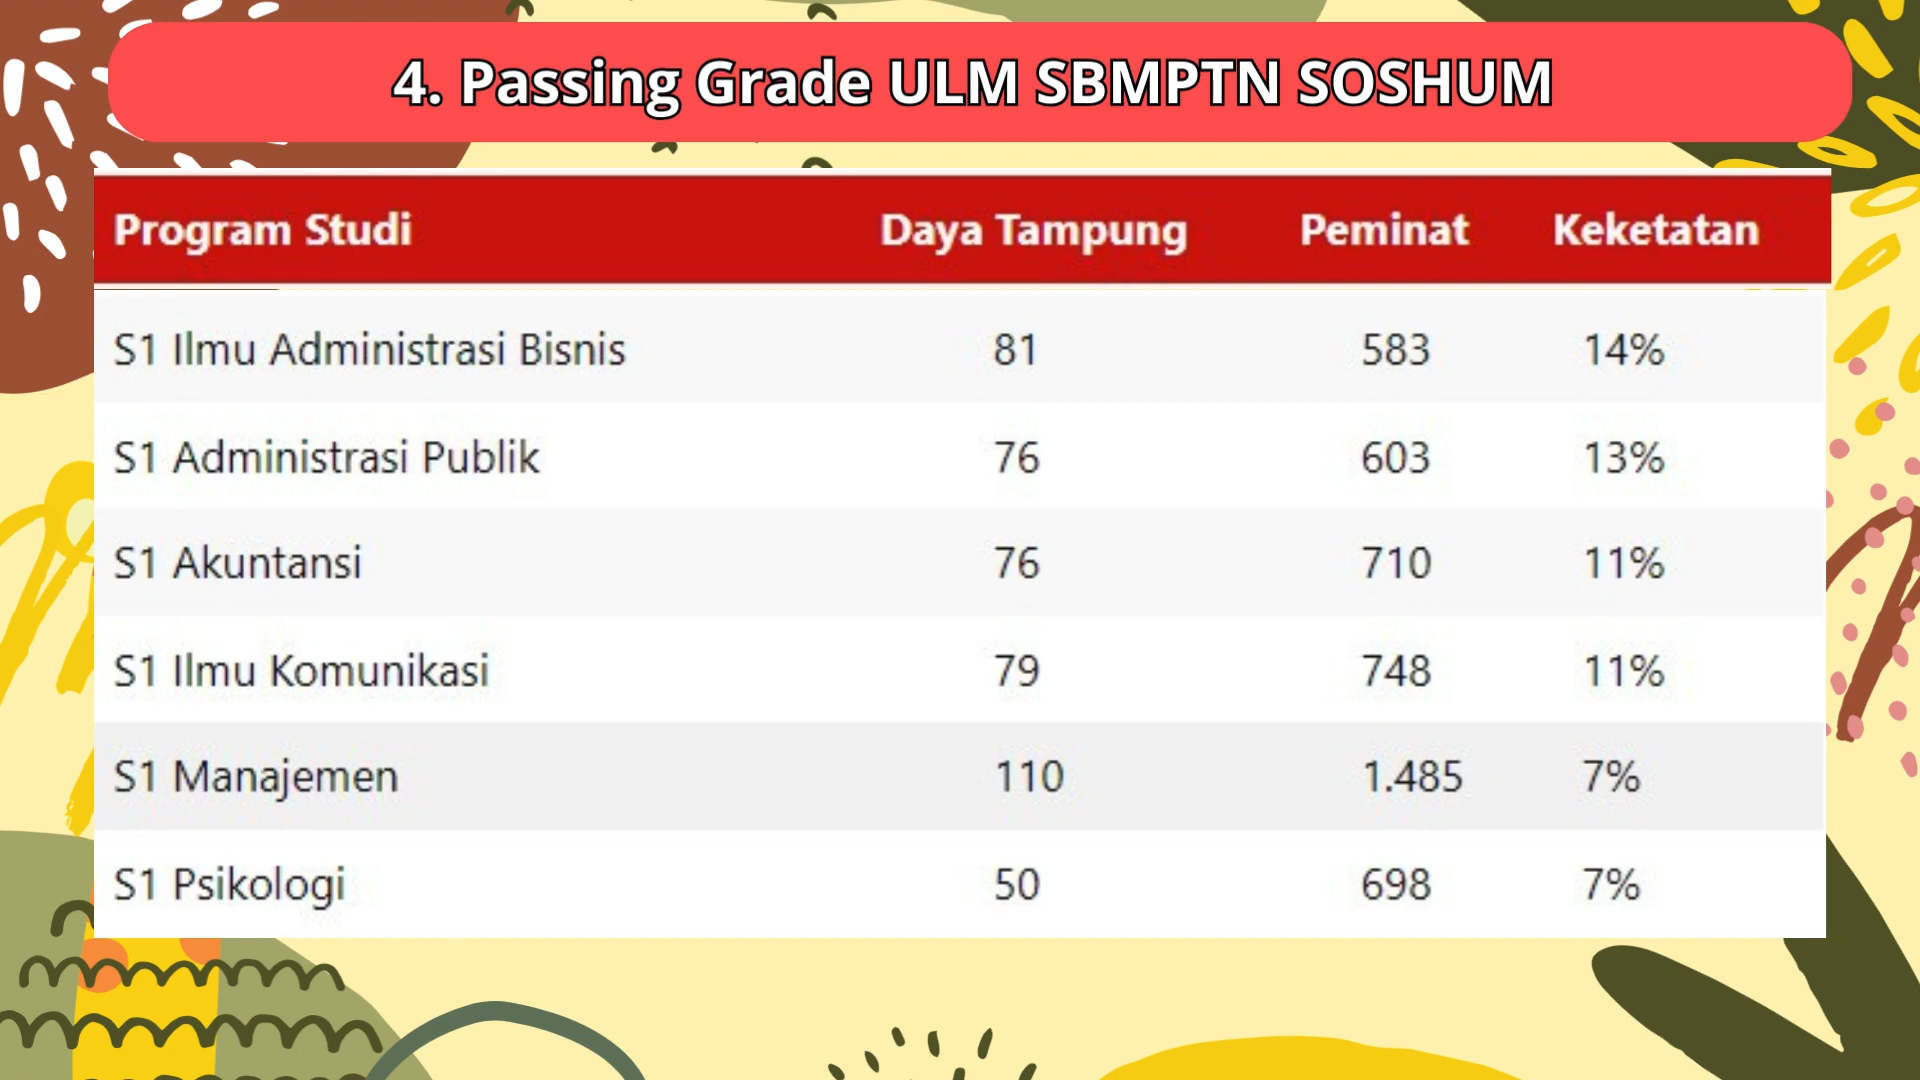 4. Passing Grade ULM SBMPTN SOSHUM
Program Studi Daya Tampung Peminat Keketatan
S1 Ilmu Administrasi Bisnis 81 583 14%
S1 Administrasi Publik 76 603 13%
S1 Akuntansi 76 710 11%
S1 Ilmu Komunikasi 79 748 11%
S1 Manajemen 110 1.485 7%
S1 Psikologi 50 698 7%